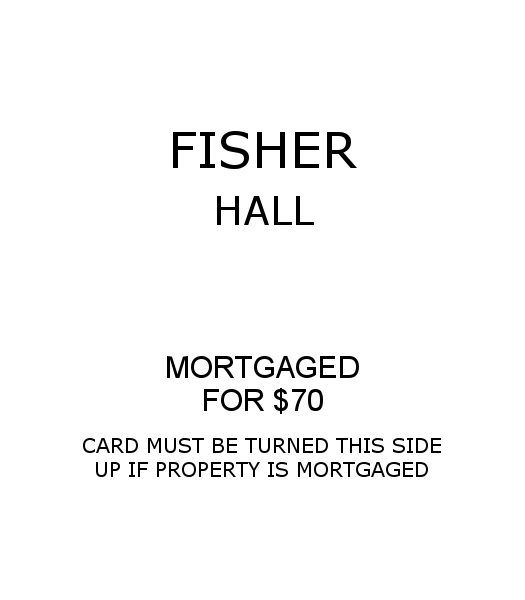 FISHER
HALL
MORTGAGED
FOR $70
CARD MUST BE TURNED THIS SIDE
UP IF PROPERTY IS MORTGAGED